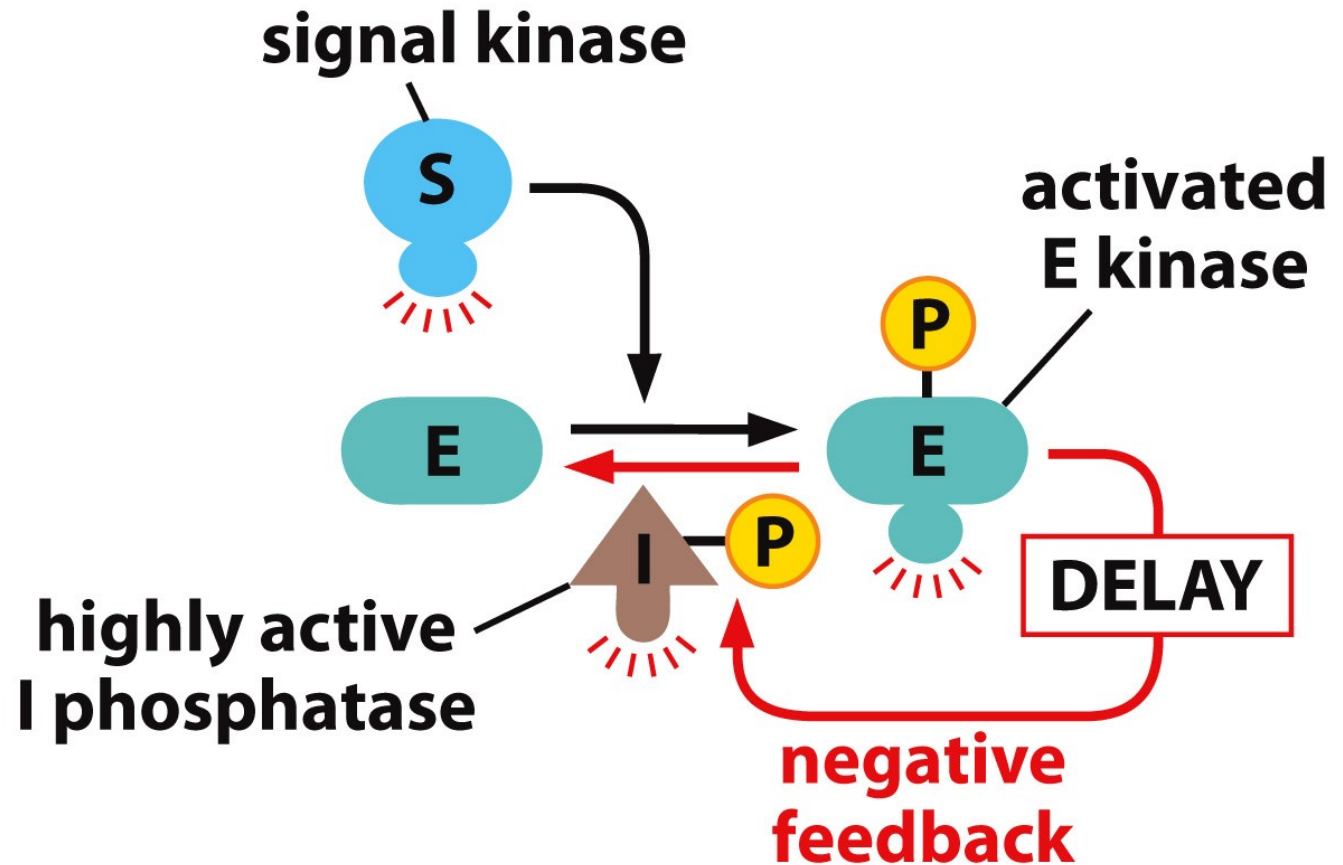 signal kinase
S
activated
E kinase
P
E
E
I
P
DELAY
highly active
I phosphatase
negative
feedback